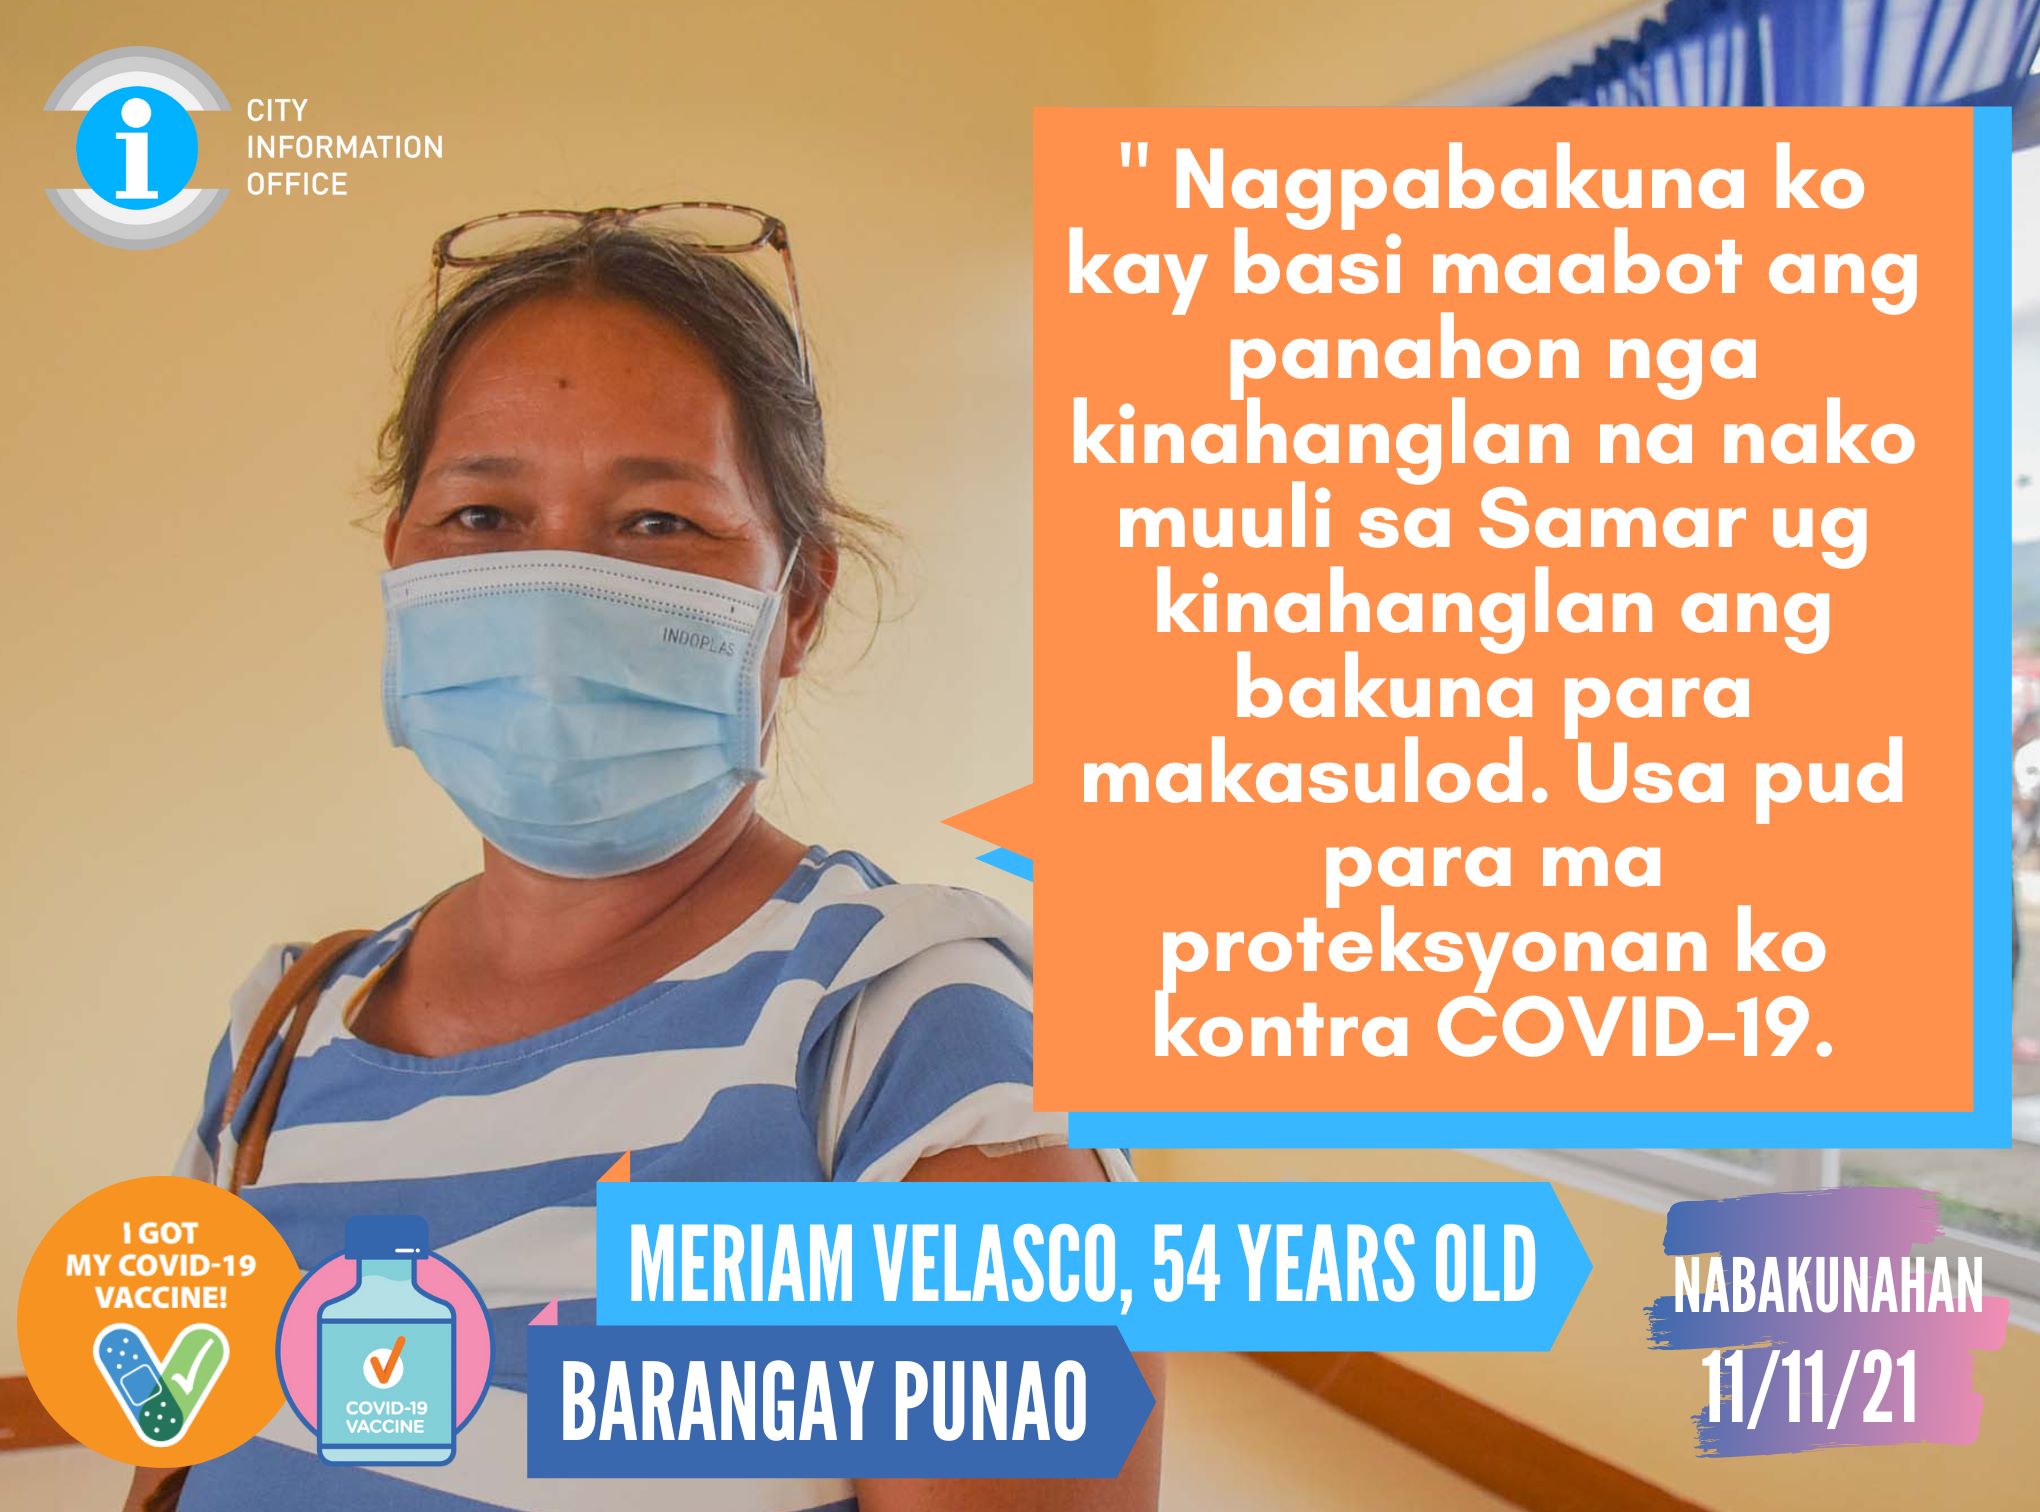 CITY
INFORMATION
OFFICE
" Nagpabakuna ko
kay basi maabot ang
panahon nga
kinahanglan na nako
muuli sa Samar ug
kinahanglan ang
bakuna para
makasulod. Usa pud
para ma
proteksyonan ko
kontra COVID-19.
INDOPLAS
I GOT
MY COVID-19
VACCINE!
COVID-19
VACCINE
MERIAM VELASCO, 54 YEARS OLD
BARANGAY PUNAO
NABAKUNAHAN
11/11/21